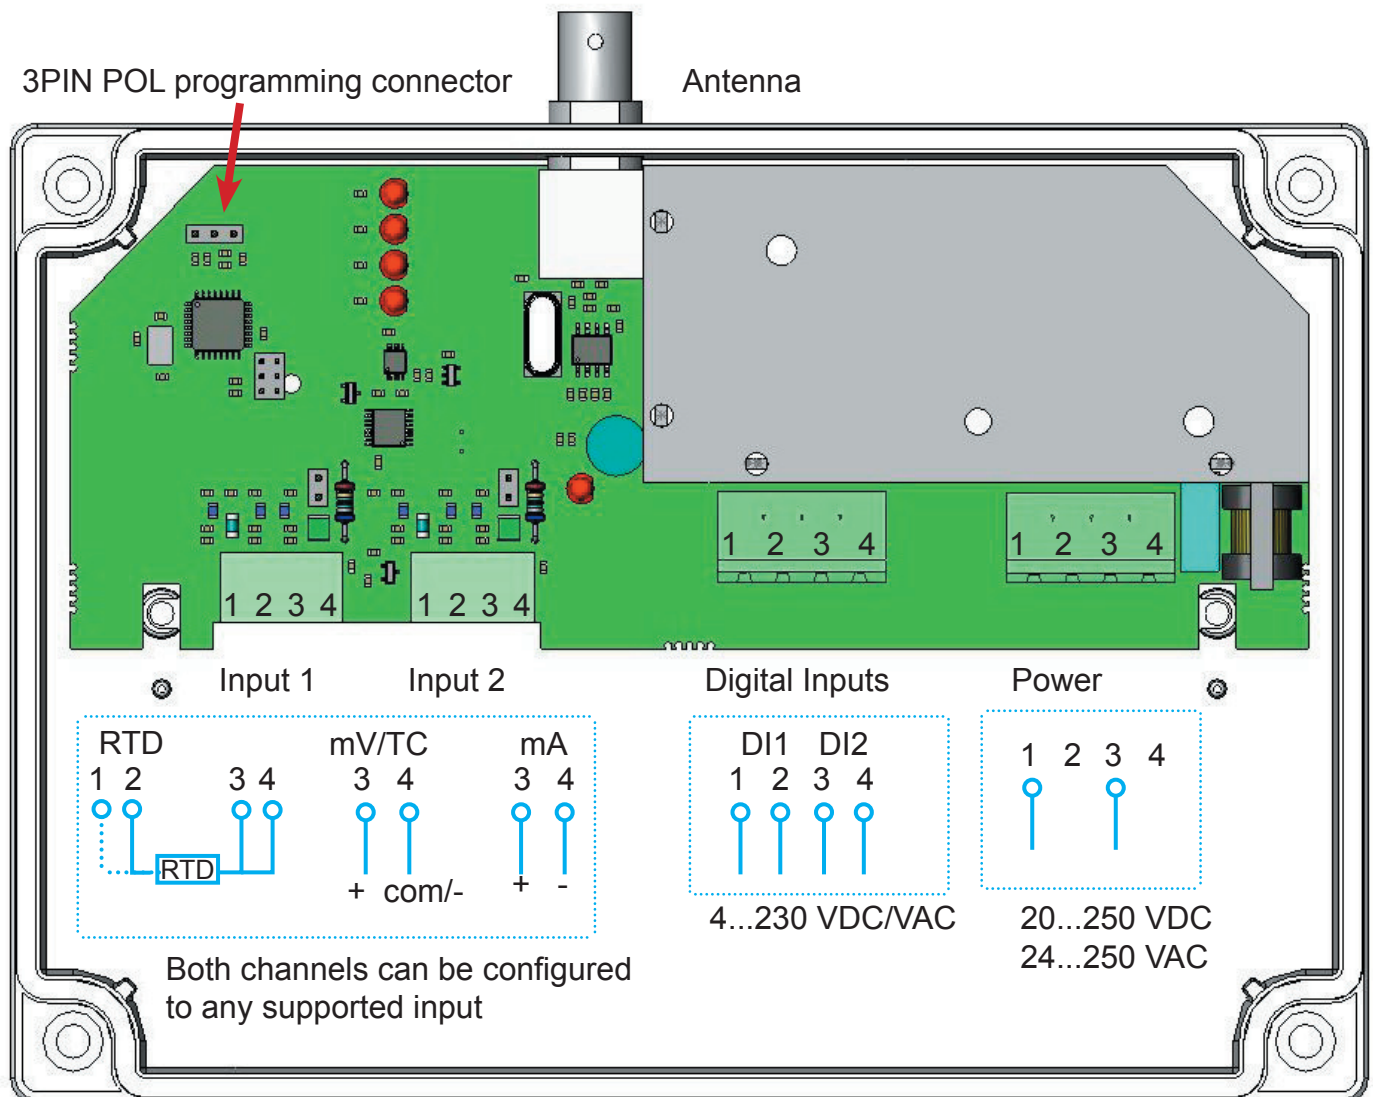 3PIN POL programming connector
Antenna
1 2 3 4
1 2 3 4
1 2 3 4
1 2 3 4
Input 1
Input 2
Digital Inputs
Power
RTD
1 2 3 4
RTD
mV/TC
3 4
+ com/-
mA
3 4
+ -
DI1 DI2
1 2 3 4
4...230 VDC/VAC
1 2 3 4
20...250 VDC
24...250 VAC
Both channels can be configured
to any supported input